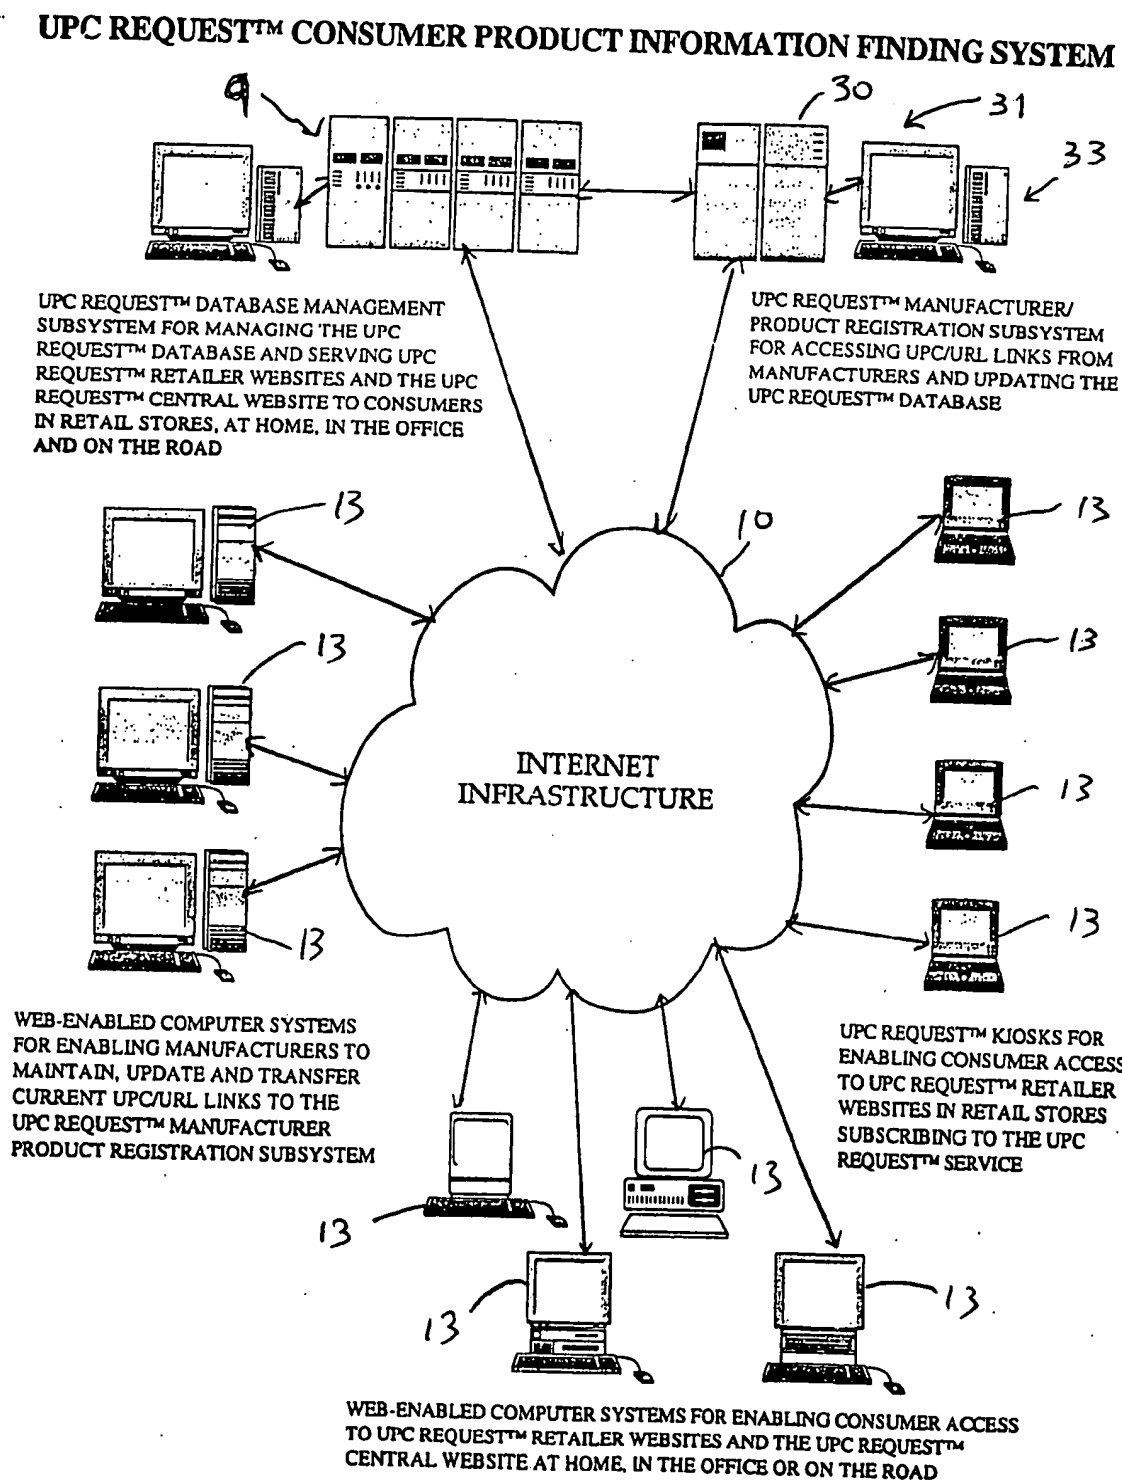 UPC REQUEST™ CONSUMER PRODUCT INFORMATION FINDING SYSTEM
9
30
31
33
UPC REQUEST™ DATABASE MANAGEMENT
SUBSYSTEM FOR MANAGING THE UPC
REQUEST™ DATABASE AND SERVING UPC
REQUEST™ RETAILER WEBSITES AND THE UPC
REQUEST™ CENTRAL WEBSITE TO CONSUMERS
IN RETAIL STORES, AT HOME, IN THE OFFICE
AND ON THE ROAD
UPC REQUEST™ MANUFACTURER/
PRODUCT REGISTRATION SUBSYSTEM
FOR ACCESSING UPC/URL LINKS FROM
MANUFACTURERS AND UPDATING THE
UPC REQUEST™ DATABASE
13
10
13
13
13
INTERNET
INFRASTRUCTURE
13
13
13
WEB-ENABLED COMPUTER SYSTEMS
FOR ENABLING MANUFACTURERS TO
MAINTAIN, UPDATE AND TRANSFER
CURRENT UPC/URL LINKS TO THE
UPC REQUEST™ MANUFACTURER
PRODUCT REGISTRATION SUBSYSTEM
UPC REQUEST™ KIOSKS FOR
ENABLING CONSUMER ACCESS
TO UPC REQUEST™ RETAILER
WEBSITES IN RETAIL STORES
SUBSCRIBING TO THE UPC
REQUEST™ SERVICE
13
13
13
13
WEB-ENABLED COMPUTER SYSTEMS FOR ENABLING CONSUMER ACCESS
TO UPC REQUEST™ RETAILER WEBSITES AND THE UPC REQUEST™
CENTRAL WEBSITE AT HOME, IN THE OFFICE OR ON THE ROAD